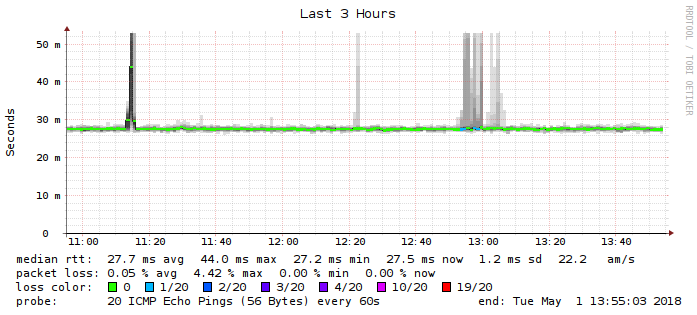 Last 3 Hours
RRDTOOL / TOBI OETIKER
Seconds
50 m
40 m
30 m
20 m
10 m
0
11:00 11:20 11:40 12:00 12:20 12:40 13:00 13:20 13:40
median rtt: 27.7 ms avg 44.0 ms max 27.2 ms min 27.5 ms now 1.2 ms sd 22.2 am/s
packet loss: 0.05 % avg 4.42 % max 0.00 % min 0.00 % now
loss color: 0 1/20 2/20 3/20 4/20 10/20 19/20
probe: 20 ICMP Echo Pings (56 Bytes) every 60s end: Tue May 1 13:55:03 2018